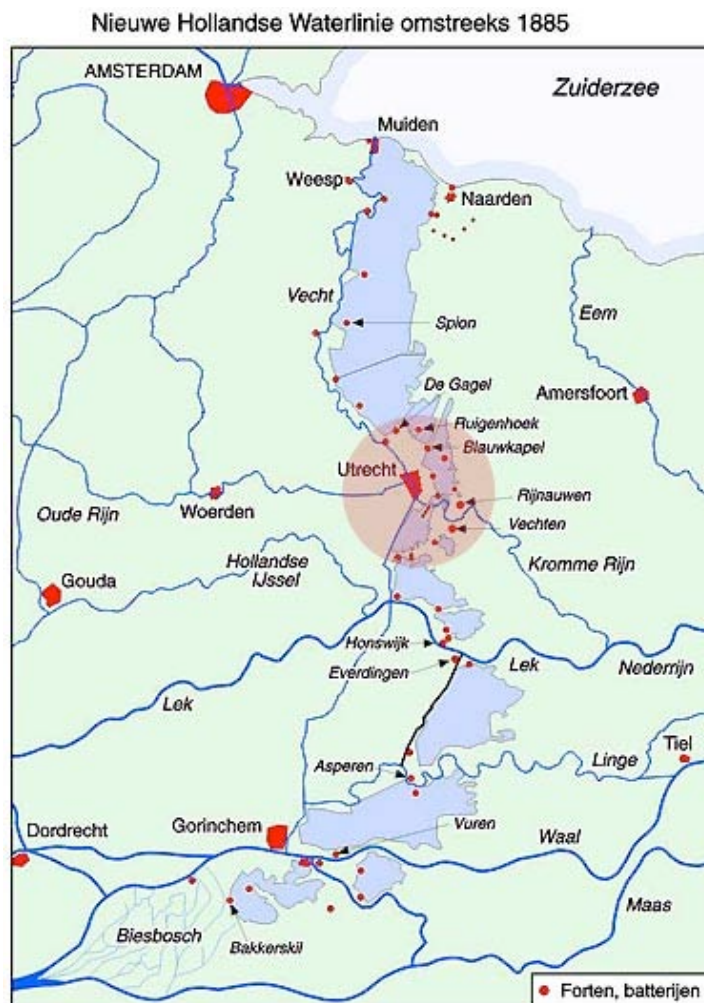 Nieuwe Hollandse Waterlinie omstreeks 1885
AMSTERDAM
Zuiderzee
Muiden
Weesp
Naarden
Vecht
Spion
Eem
De Gagel
Amersfoort
Ruigenhoek
Blauwkapel
Utrecht
Rijnauwen
Woerden
Oude Rijn
Vechten
Hollandse
IJssel
Kromme Rijn
Gouda
Honswijk
Lek
Everdingen
Nederrijn
Lek
Tiel
Linge
Asperen
Gorinchem
Vuren
Dordrecht
Waal
Maas
Biesbosch
Bakkerskil
Forten, batterijen